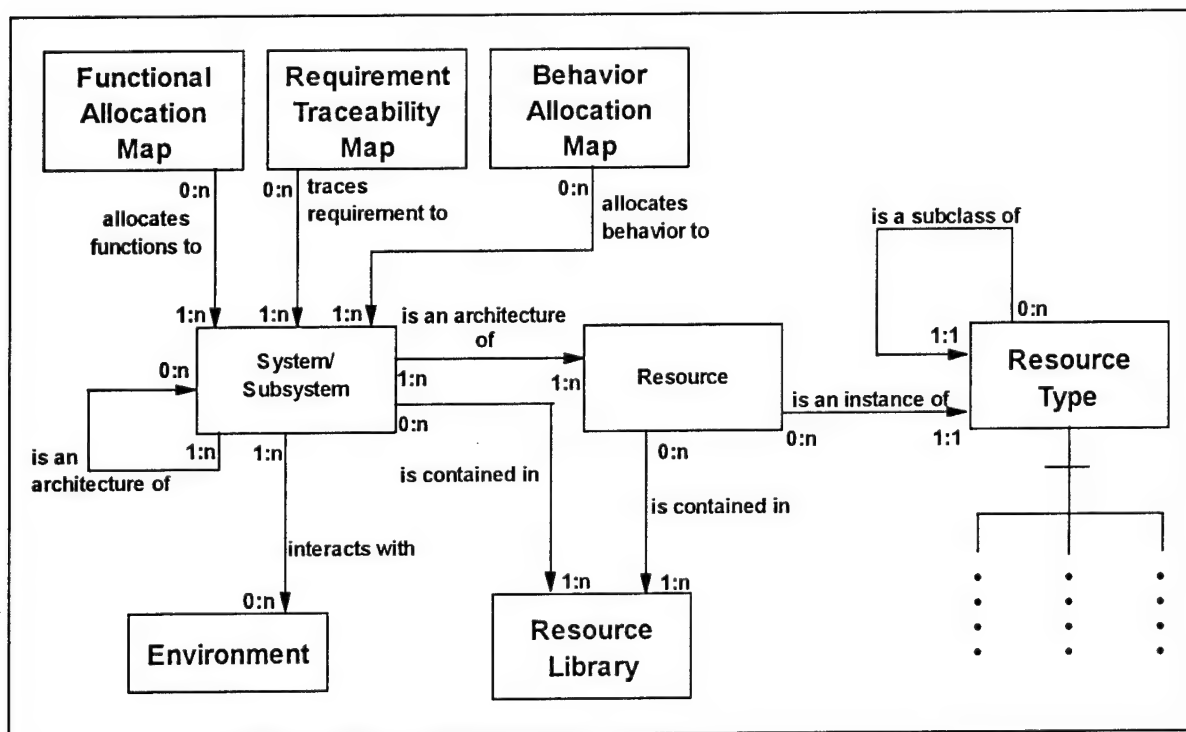 Functional
Allocation
Map
Requirement
Traceability
Map
Behavior
Allocation
Map
0:n
allocates
functions to
1:n
0:n
traces
requirement to
1:n
0:n
allocates
behavior to
1:n
is a subclass of
0:n
1:1
System/
Subsystem
is an architecture
of
1:n
1:n
Resource
is an instance of
0:n
1:1
Resource
Type
0:n
1:n
is an
architecture of
1:n
interacts with
0:n
0:n
is contained in
1:n
0:n
is contained in
1:n
Environment
Resource
Library